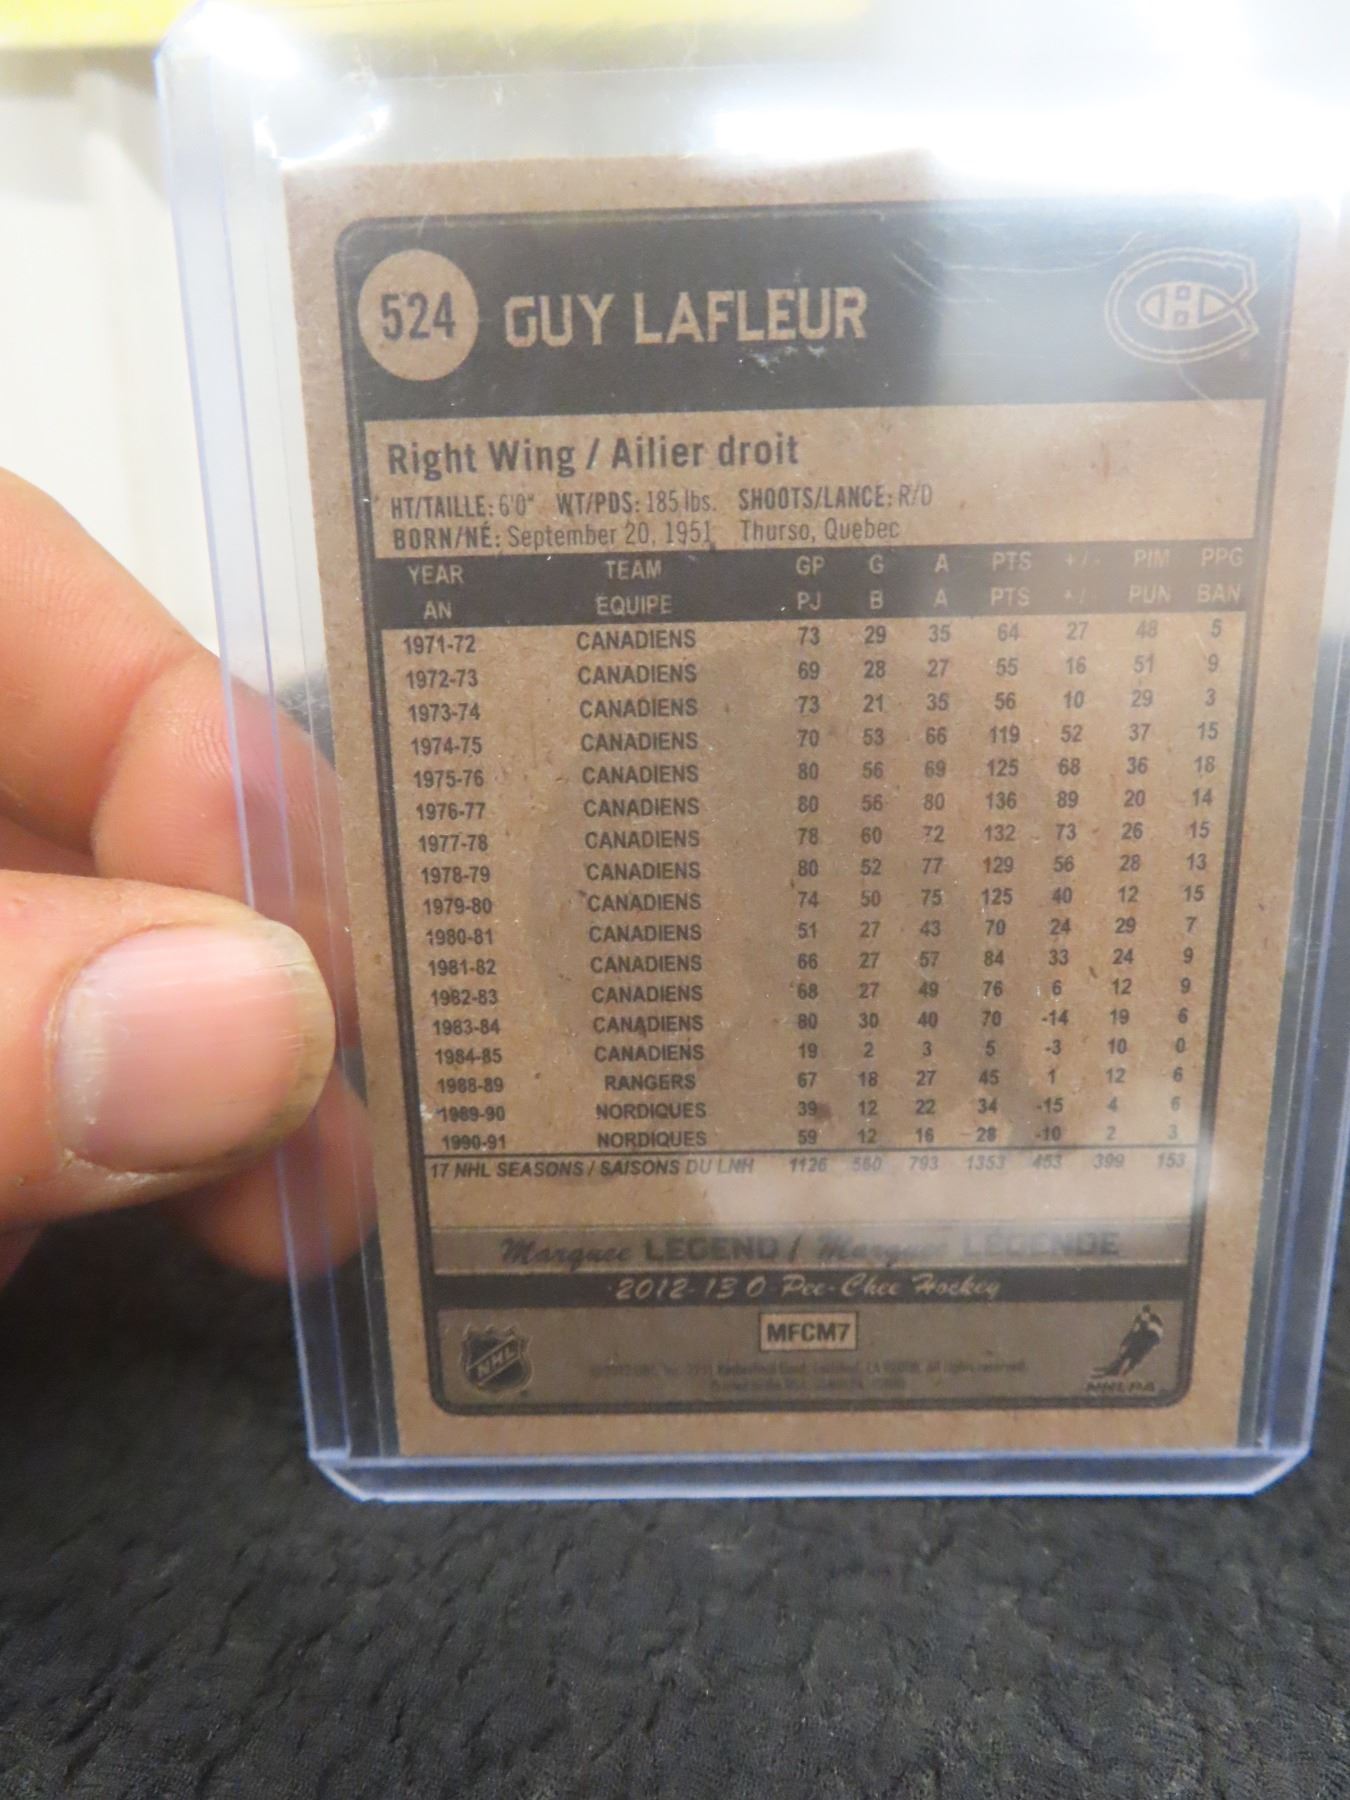 524 GUY LAFLEUR
Right Wing / Ailier droit
HT/TAILLE: 6'0" WT/PDS: 185 lbs. SHOOTS/LANCE: R/D
BORN/NÉ: September 20, 1951 Thurso, Quebec
YEAR TEAM GP G A PTS +/- PIM PPG
AN ÉQUIPE PJ B A PTS +/- PUN BAN
1971-72 CANADIENS 73 29 35 64 27 48 5
1972-73 CANADIENS 69 28 27 55 16 51 9
1973-74 CANADIENS 73 21 35 56 10 29 3
1974-75 CANADIENS 70 53 66 119 52 37 15
1975-76 CANADIENS 80 56 69 125 68 36 18
1976-77 CANADIENS 80 56 80 136 89 20 14
1977-78 CANADIENS 78 60 72 132 73 26 15
1978-79 CANADIENS 80 52 77 129 56 28 13
1979-80 CANADIENS 74 50 75 125 40 12 15
1980-81 CANADIENS 51 27 43 70 24 29 7
1981-82 CANADIENS 66 27 57 84 33 24 9
1982-83 CANADIENS 68 27 49 76 6 12 9
1983-84 CANADIENS 80 30 40 70 -14 19 6
1984-85 CANADIENS 19 2 3 5 -3 10 0
1988-89 RANGERS 67 18 27 45 1 12 6
1989-90 NORDIQUES 39 12 22 34 -15 4 6
1990-91 NORDIQUES 59 12 16 28 -10 2 3
17 NHL SEASONS / SAISONS DU LNH 1126 560 793 1353 453 399 153
Marquee LEGEND / Marquee LÉGENDE
2012-13 O-Pee-Chee Hockey
MFCM7
NHL
All rights reserved.
NHLPA